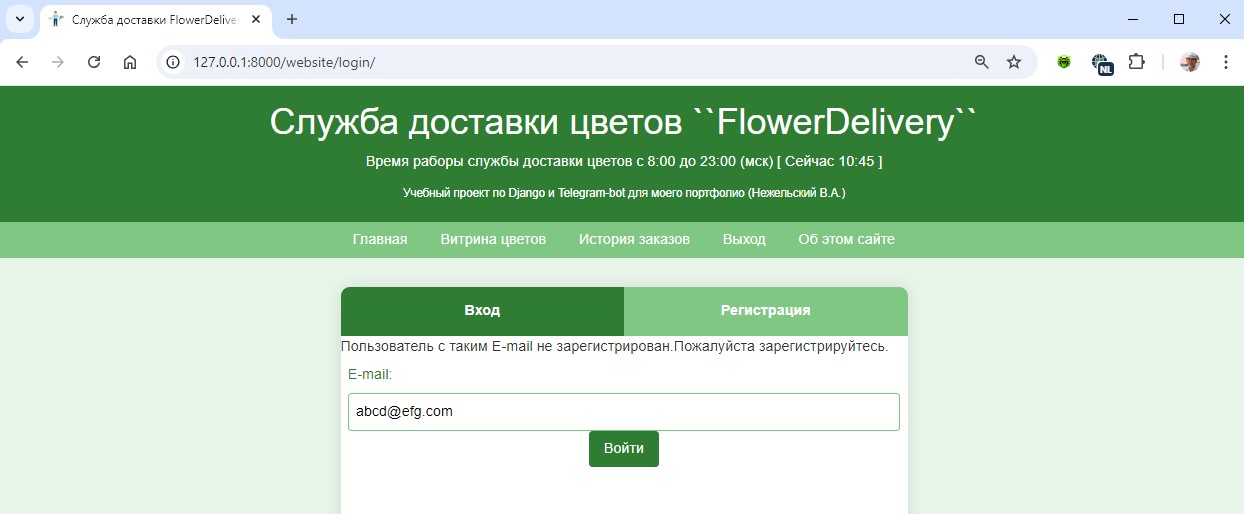 Служба доставки FlowerDelive
127.0.0.1:8000/website/login/
NL
Служба доставки цветов ``FlowerDelivery``
Время раборы службы доставки цветов с 8:00 до 23:00 (мск) [ Сейчас 10:45 ]
Учебный проект по Django и Telegram-bot для моего портфолио (Нежельский В.А.)
Главная Витрина цветов История заказов Выход Об этом сайте
Вход Регистрация
Пользователь с таким E-mail не зарегистрирован.Пожалуйста зарегистрируйтесь.
E-mail:
abcd@efg.com
Войти